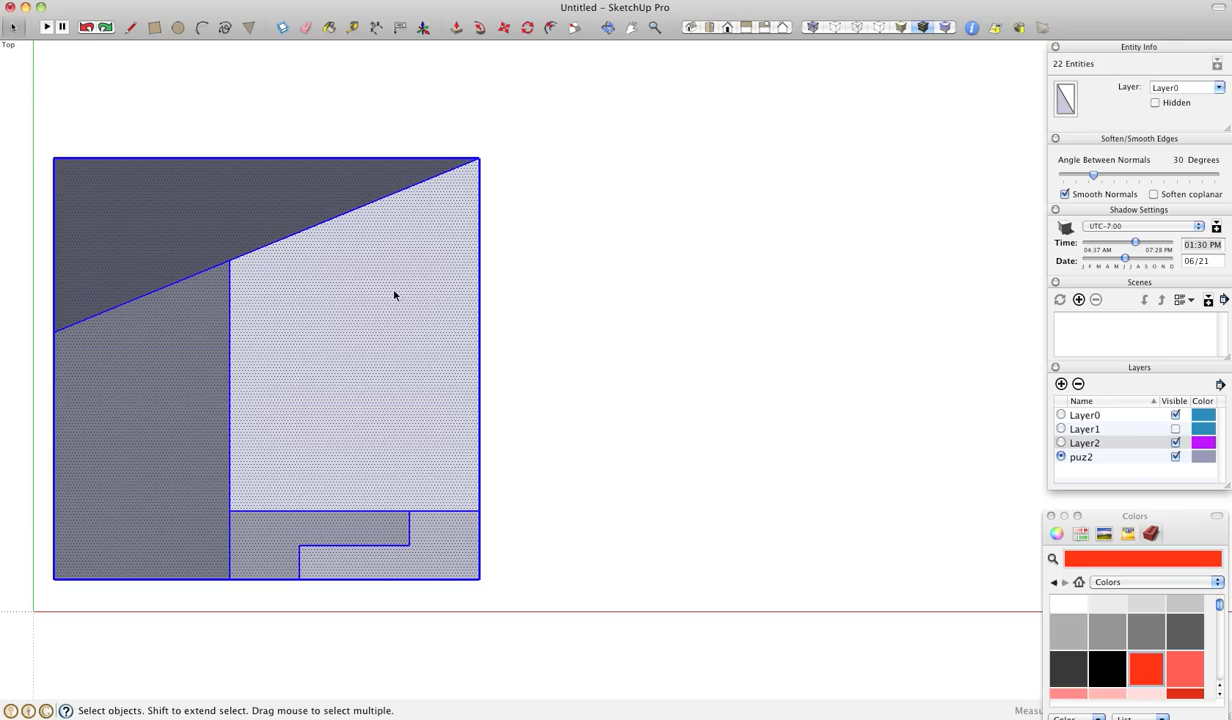 Untitled - SketchUp Pro
Top
Entity Info
22 Entities
Layer: Layer0
Hidden
Soften/Smooth Edges
Angle Between Normals 30 Degrees
Smooth Normals Soften coplanar
Shadow Settings
UTC-7:00
Time: 01:30 PM
04:37 AM 07:28 PM
Date: 06/21
J F M A M J J A S O N D
Scenes
Layers
Name Visible Color
Layer0
Layer1
Layer2
puz2
Colors
Colors
Select objects. Shift to extend select. Drag mouse to select multiple.
Measu
Color List